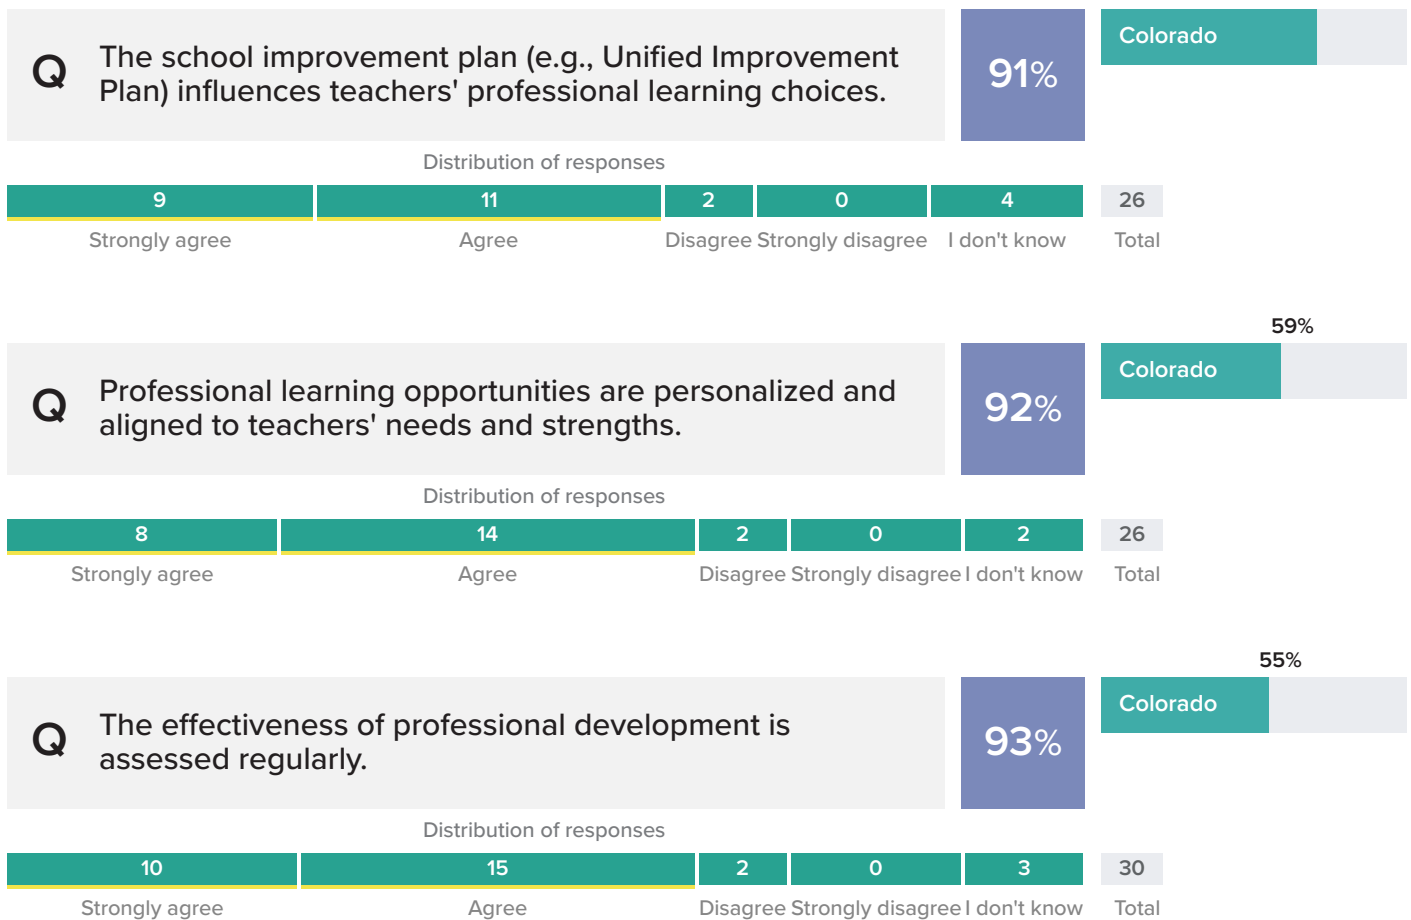 Q
The school improvement plan (e.g., Unified Improvement
Plan) influences teachers' professional learning choices.
91%
Colorado
Distribution of responses
9 11 2 0 4 26
Strongly agree Agree Disagree Strongly disagree I don't know Total
59%
Q
Professional learning opportunities are personalized and
aligned to teachers' needs and strengths.
92%
Colorado
Distribution of responses
8 14 2 0 2 26
Strongly agree Agree Disagree Strongly disagree I don't know Total
55%
Q
The effectiveness of professional development is
assessed regularly.
93%
Colorado
Distribution of responses
10 15 2 0 3 30
Strongly agree Agree Disagree Strongly disagree I don't know Total